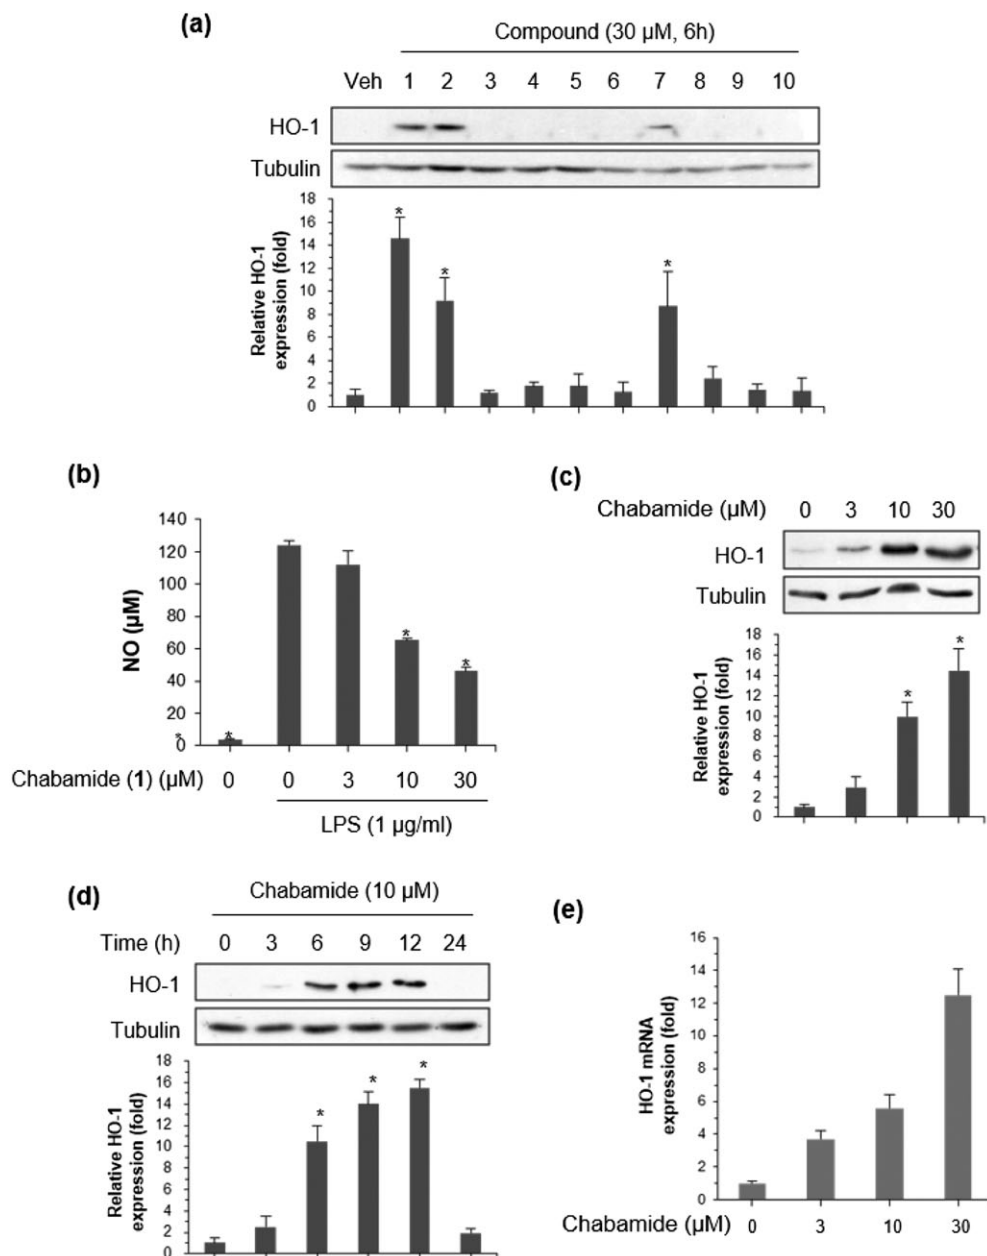 (a)
Compound (30 µM, 6h)
Veh 1 2 3 4 5 6 7 8 9 10
HO-1
Tubulin
Relative HO-1
expression (fold)
18
16
14
12
10
8
6
4
2
0
* * *
(b)
NO (µM)
140
120
100
80
60
40
20
0
* * * *
Chabamide (1) (µM) 0 0 3 10 30
LPS (1 µg/ml)
(c)
Chabamide (µM) 0 3 10 30
HO-1
Tubulin
Relative HO-1
expression (fold)
18
16
14
12
10
8
6
4
2
0
* *
(d)
Chabamide (10 µM)
Time (h) 0 3 6 9 12 24
HO-1
Tubulin
Relative HO-1
expression (fold)
18
16
14
12
10
8
6
4
2
0
* * *
(e)
HO-1 mRNA
expression (fold)
16
14
12
10
8
6
4
2
0
Chabamide (µM) 0 3 10 30